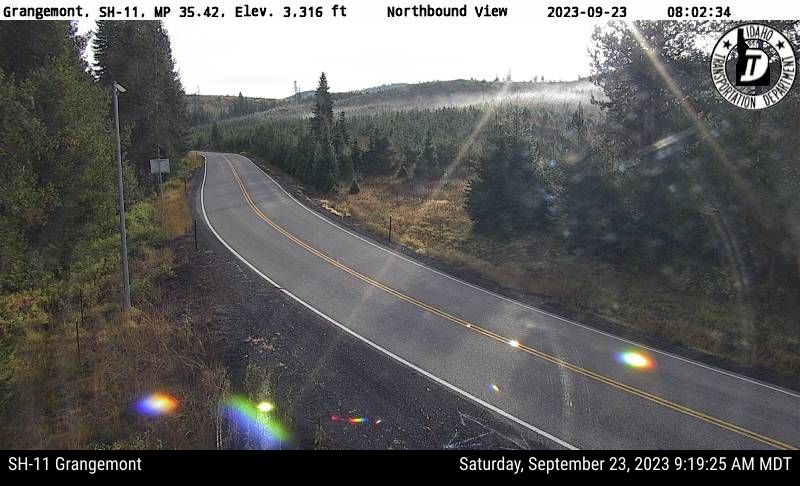 Grangemont, SH-11, MP 35.42, Elev. 3,316 ft Northbound View 2023-09-23 08:02:34
IDAHO
TRANSPORTATION DEPARTMENT
SH-11 Grangemont Saturday, September 23, 2023 9:19:25 AM MDT